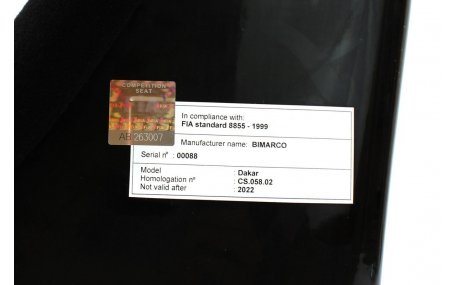 COMPETITION
SEAT
263007
In compliance with:
FIA standard 8855 - 1999
Manufacturer name: BIMARCO
Serial n° : 00088
Model : Dakar
Homologation n° : CS.058.02
Not valid after : 2022